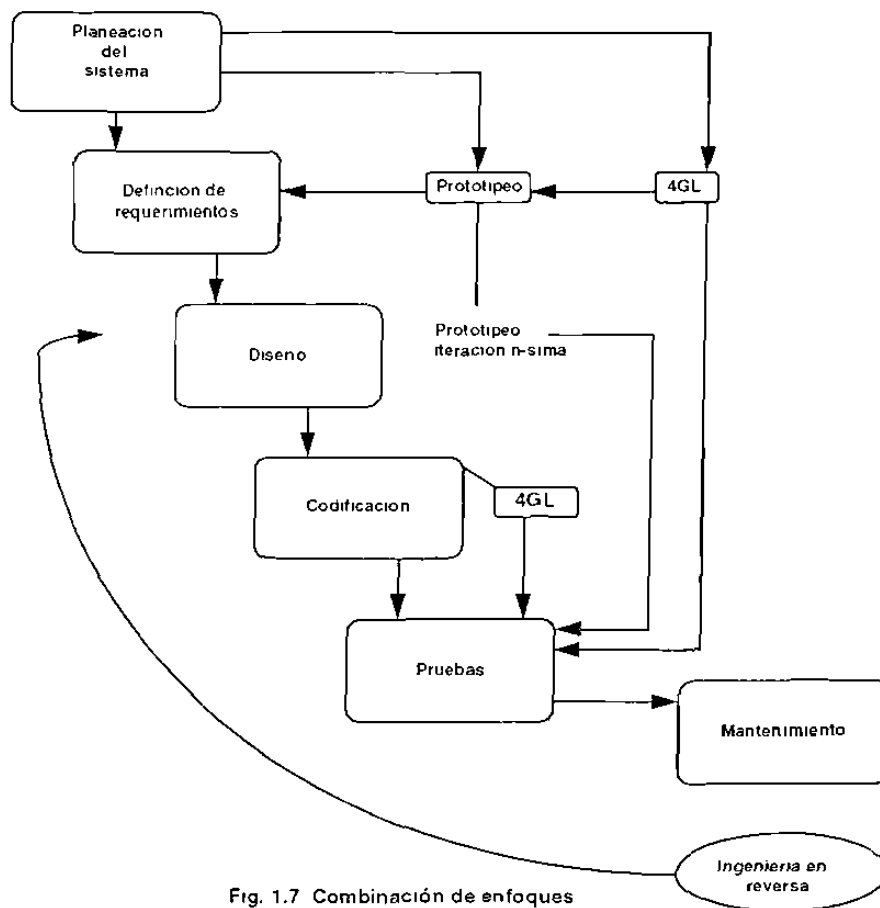 Planeacion
del
sistema
Defincion de
requerimientos
Prototipeo
4GL
Diseno
Prototipeo
iteracion n-sima
Codificacion
4GL
Pruebas
Mantenimiento
Ingenieria en
reversa
Fig. 1.7 Combinación de enfoques